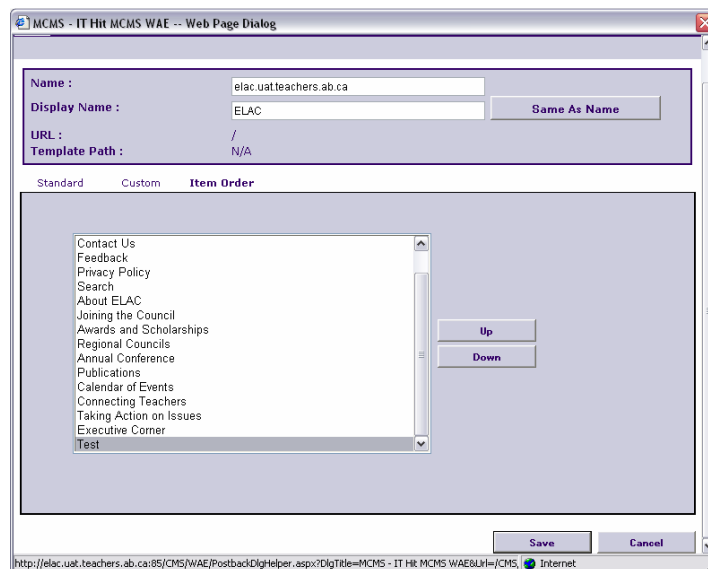 MCMS - IT Hit MCMS WAE -- Web Page Dialog
Name :
elac.uat.teachers.ab.ca
Display Name :
ELAC
Same As Name
URL :
/
Template Path :
N/A
Standard Custom Item Order
Contact Us
Feedback
Privacy Policy
Search
About ELAC
Joining the Council
Awards and Scholarships
Regional Councils
Annual Conference
Publications
Calendar of Events
Connecting Teachers
Taking Action on Issues
Executive Corner
Test
Up
Down
Save Cancel
http://elac.uat.teachers.ab.ca:85/CMS/WAE/PostbackDlgHelper.aspx?DlgTitle=MCMS - IT Hit MCMS WAE&Url=/CMS, Internet